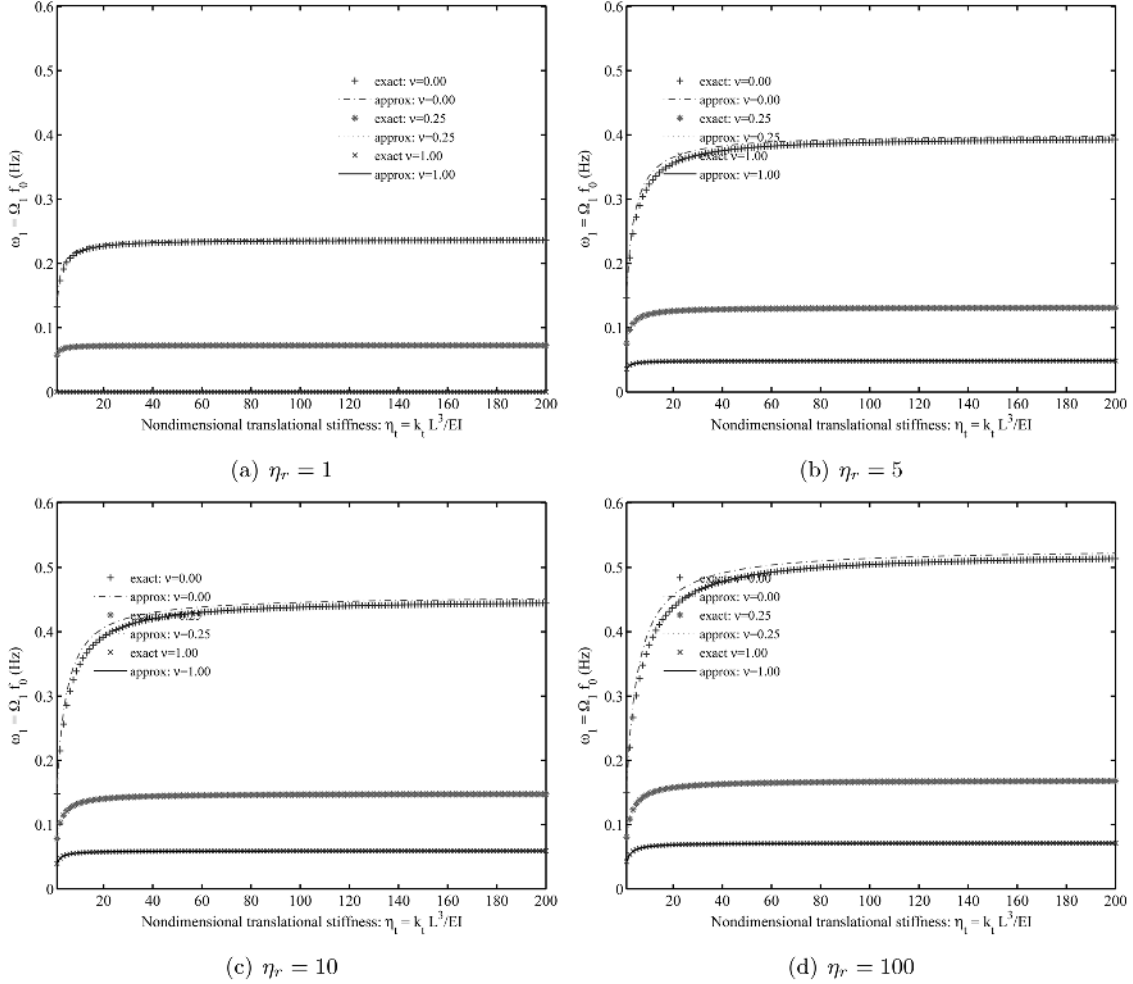 0.6
0.5
0.4
0.3
0.2
0.1
0
ω₁ = Ω₁ f₀ (Hz)
exact: ν=0.00
approx: ν=0.00
exact: ν=0.25
approx: ν=0.25
exact ν=1.00
approx: ν=1.00
20 40 60 80 100 120 140 160 180 200
Nondimensional translational stiffness: ηₜ = kₜ L³/EI
(a) ηᵣ = 1
0.6
0.5
0.4
0.3
0.2
0.1
0
ω₁ = Ω₁ f₀ (Hz)
exact: ν=0.00
approx: ν=0.00
exact: ν=0.25
approx: ν=0.25
exact ν=1.00
approx: ν=1.00
20 40 60 80 100 120 140 160 180 200
Nondimensional translational stiffness: ηₜ = kₜ L³/EI
(b) ηᵣ = 5
0.6
0.5
0.4
0.3
0.2
0.1
0
ω₁ = Ω₁ f₀ (Hz)
exact: ν=0.00
approx: ν=0.00
exact: ν=0.25
approx: ν=0.25
exact ν=1.00
approx: ν=1.00
20 40 60 80 100 120 140 160 180 200
Nondimensional translational stiffness: ηₜ = kₜ L³/EI
(c) ηᵣ = 10
0.6
0.5
0.4
0.3
0.2
0.1
0
ω₁ = Ω₁ f₀ (Hz)
exact: ν=0.00
approx: ν=0.00
exact: ν=0.25
approx: ν=0.25
exact ν=1.00
approx: ν=1.00
20 40 60 80 100 120 140 160 180 200
Nondimensional translational stiffness: ηₜ = kₜ L³/EI
(d) ηᵣ = 100